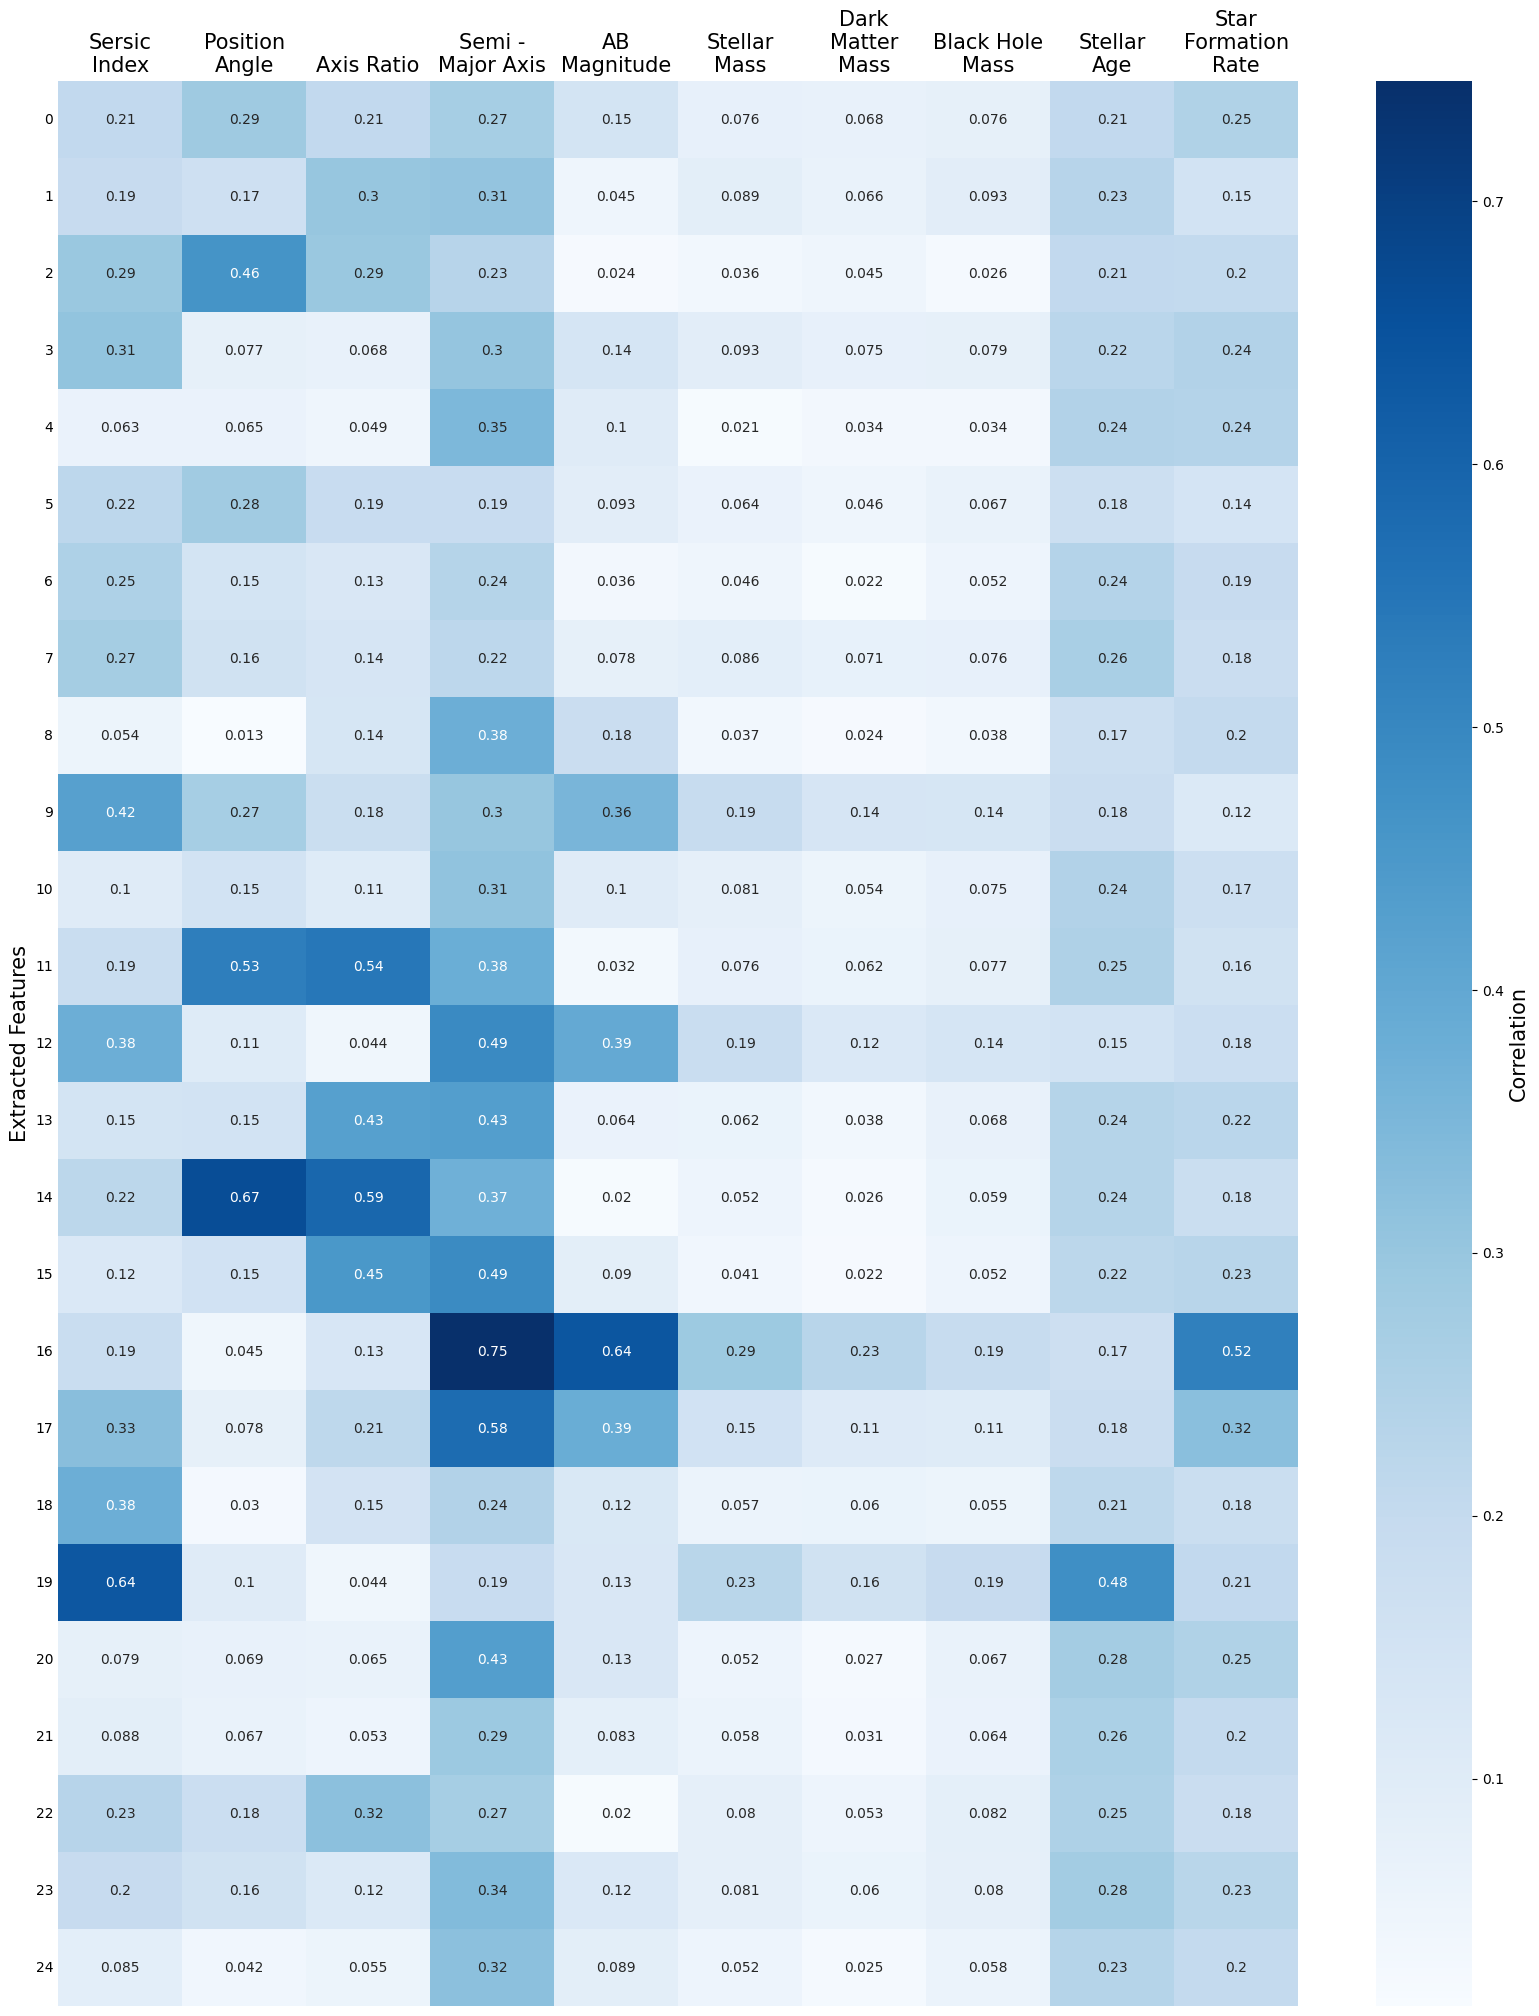 Sersic
Index
Position
Angle
Axis Ratio
Semi -
Major Axis
AB
Magnitude
Stellar
Mass
Dark
Matter
Mass
Black Hole
Mass
Stellar
Age
Star
Formation
Rate
0 0.21 0.29 0.21 0.27 0.15 0.076 0.068 0.076 0.21 0.25
1 0.19 0.17 0.3 0.31 0.045 0.089 0.066 0.093 0.23 0.15
2 0.29 0.46 0.29 0.23 0.024 0.036 0.045 0.026 0.21 0.2
3 0.31 0.077 0.068 0.3 0.14 0.093 0.075 0.079 0.22 0.24
4 0.063 0.065 0.049 0.35 0.1 0.021 0.034 0.034 0.24 0.24
5 0.22 0.28 0.19 0.19 0.093 0.064 0.046 0.067 0.18 0.14
6 0.25 0.15 0.13 0.24 0.036 0.046 0.022 0.052 0.24 0.19
7 0.27 0.16 0.14 0.22 0.078 0.086 0.071 0.076 0.26 0.18
8 0.054 0.013 0.14 0.38 0.18 0.037 0.024 0.038 0.17 0.2
9 0.42 0.27 0.18 0.3 0.36 0.19 0.14 0.14 0.18 0.12
10 0.1 0.15 0.11 0.31 0.1 0.081 0.054 0.075 0.24 0.17
11 0.19 0.53 0.54 0.38 0.032 0.076 0.062 0.077 0.25 0.16
12 0.38 0.11 0.044 0.49 0.39 0.19 0.12 0.14 0.15 0.18
13 0.15 0.15 0.43 0.43 0.064 0.062 0.038 0.068 0.24 0.22
14 0.22 0.67 0.59 0.37 0.02 0.052 0.026 0.059 0.24 0.18
15 0.12 0.15 0.45 0.49 0.09 0.041 0.022 0.052 0.22 0.23
16 0.19 0.045 0.13 0.75 0.64 0.29 0.23 0.19 0.17 0.52
17 0.33 0.078 0.21 0.58 0.39 0.15 0.11 0.11 0.18 0.32
18 0.38 0.03 0.15 0.24 0.12 0.057 0.06 0.055 0.21 0.18
19 0.64 0.1 0.044 0.19 0.13 0.23 0.16 0.19 0.48 0.21
20 0.079 0.069 0.065 0.43 0.13 0.052 0.027 0.067 0.28 0.25
21 0.088 0.067 0.053 0.29 0.083 0.058 0.031 0.064 0.26 0.2
22 0.23 0.18 0.32 0.27 0.02 0.08 0.053 0.082 0.25 0.18
23 0.2 0.16 0.12 0.34 0.12 0.081 0.06 0.08 0.28 0.23
24 0.085 0.042 0.055 0.32 0.089 0.052 0.025 0.058 0.23 0.2
Extracted Features
0.7
0.6
0.5
0.4
0.3
0.2
0.1
Correlation